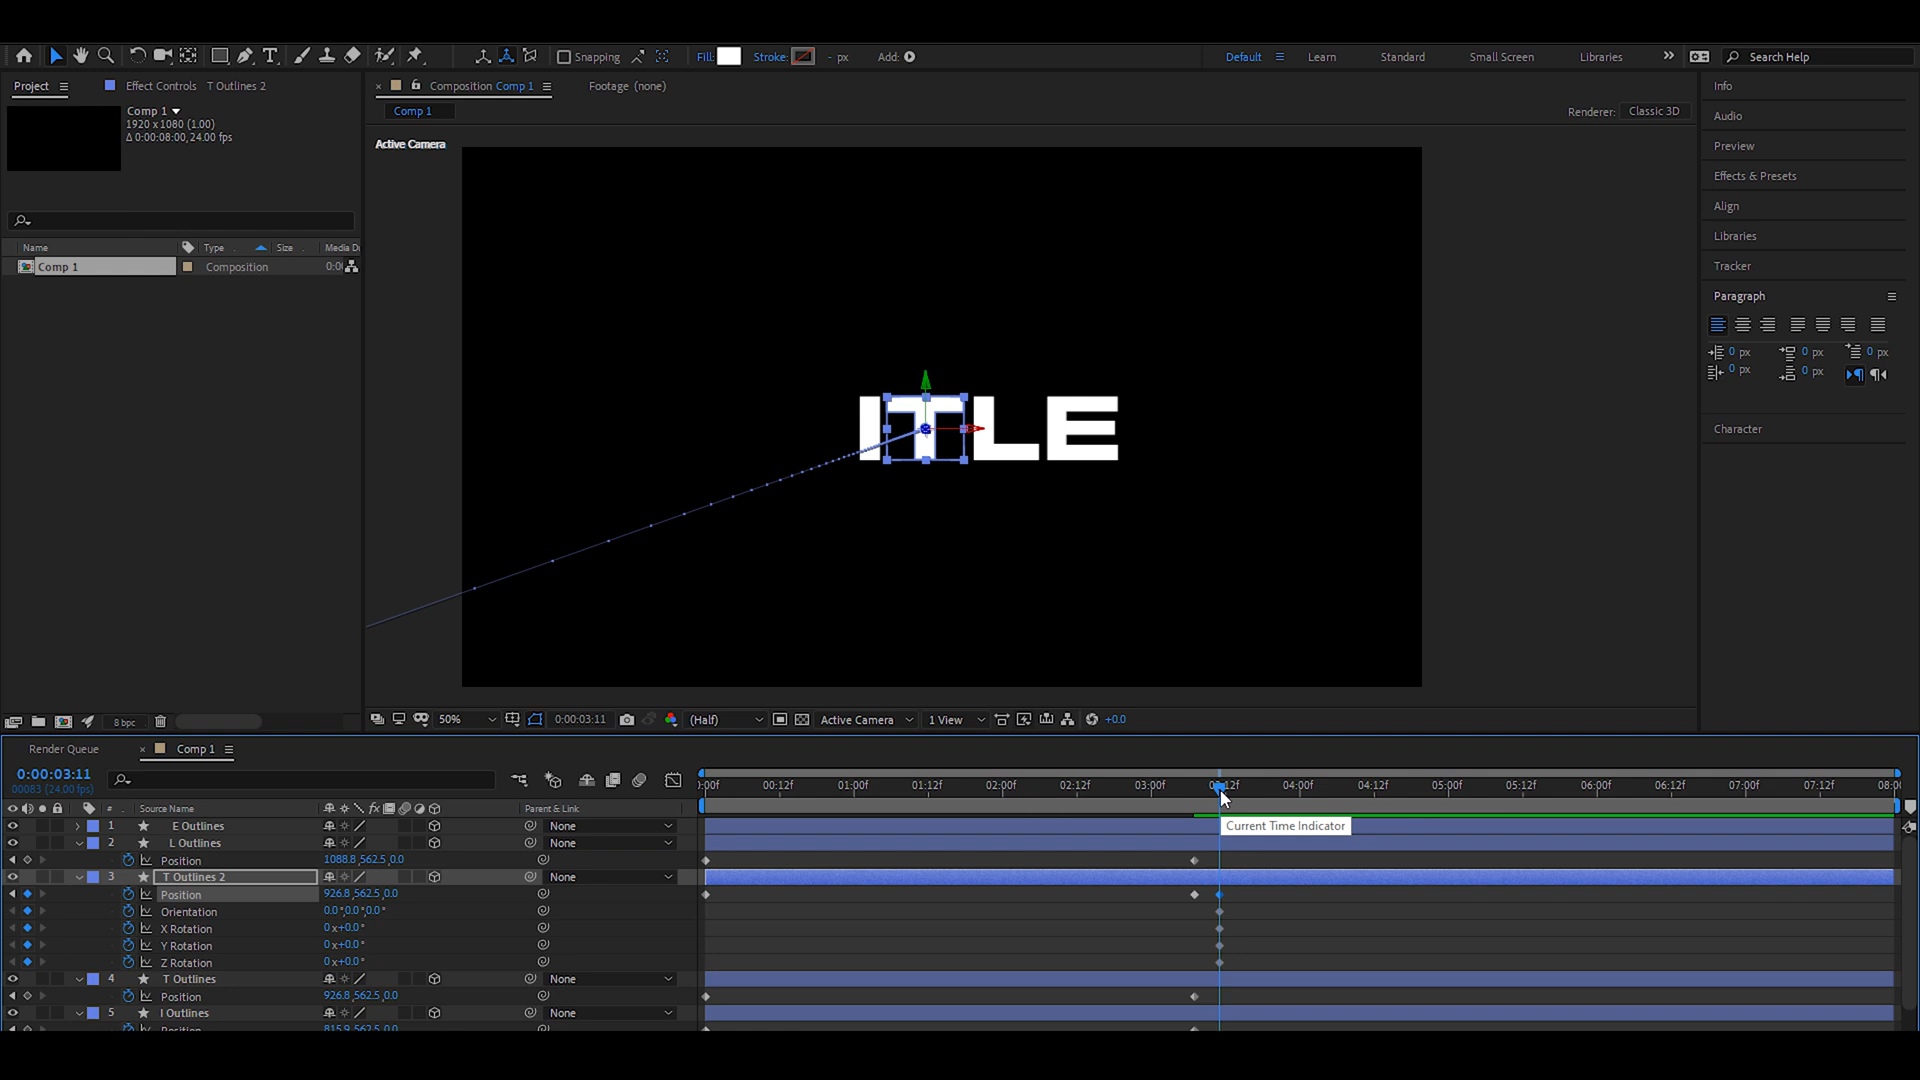 Snapping
Fill:
Stroke:
- px
Add:
Default
Learn
Standard
Small Screen
Libraries
Search Help
Project
Effect Controls T Outlines 2
Composition Comp 1
Footage (none)
Info
Comp 1
1920 x 1080 (1.00)
Δ 0:00:08:00, 24.00 fps
Comp 1
Renderer:
Classic 3D
Audio
Active Camera
Preview
Effects & Presets
Align
Libraries
Name
Type
Size
Media Du
Comp 1
Composition
0:0
Tracker
Paragraph
0 px
0 px
0 px
0 px
0 px
Character
ITLE
8 bpc
50%
0:00:03:11
(Half)
Active Camera
1 View
+0.0
Render Queue
Comp 1
0:00:03:11
00083 (24.00 fps)
:00f
00:12f
01:00f
01:12f
02:00f
02:12f
03:00f
12f
04:00f
04:12f
05:00f
05:12f
06:00f
06:12f
07:00f
07:12f
08:00
#
Source Name
fx
Parent & Link
1 E Outlines None
Current Time Indicator
2 L Outlines None
Position 1088.8,562.5,0.0
3 T Outlines 2 None
Position 926.8,562.5,0.0
Orientation 0.0°,0.0°,0.0°
X Rotation 0x+0.0°
Y Rotation 0x+0.0°
Z Rotation 0x+0.0°
4 T Outlines None
Position 926.8,562.5,0.0
5 I Outlines None
Position 815.9,562.5,0.0